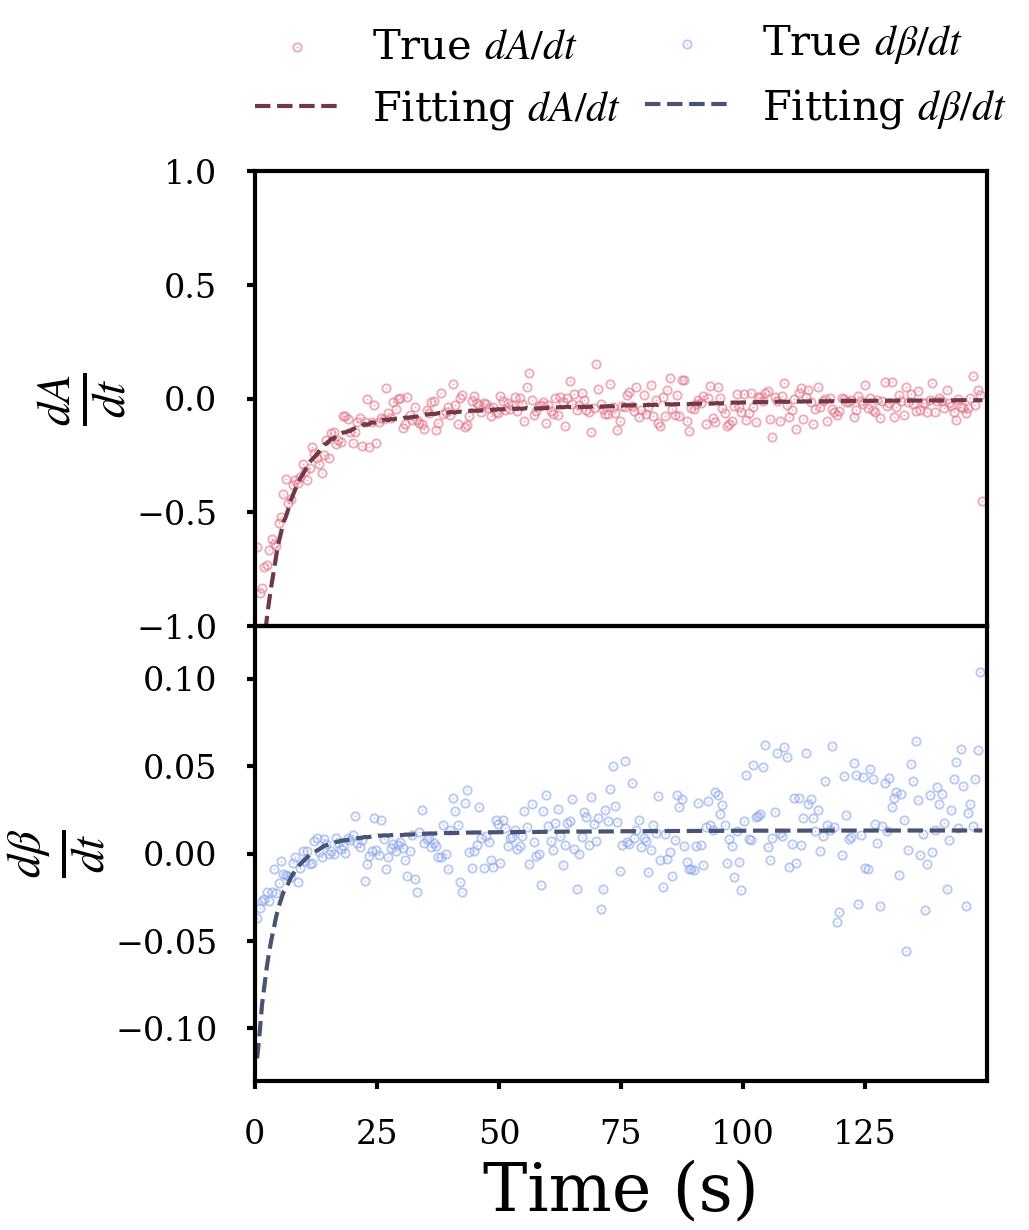 True dA/dt
True dβ/dt
Fitting dA/dt
Fitting dβ/dt
1.0
0.5
0.0
−0.5
−1.0
dA
dt
0.10
0.05
0.00
−0.05
−0.10
dβ
dt
0 25 50 75 100 125
Time (s)